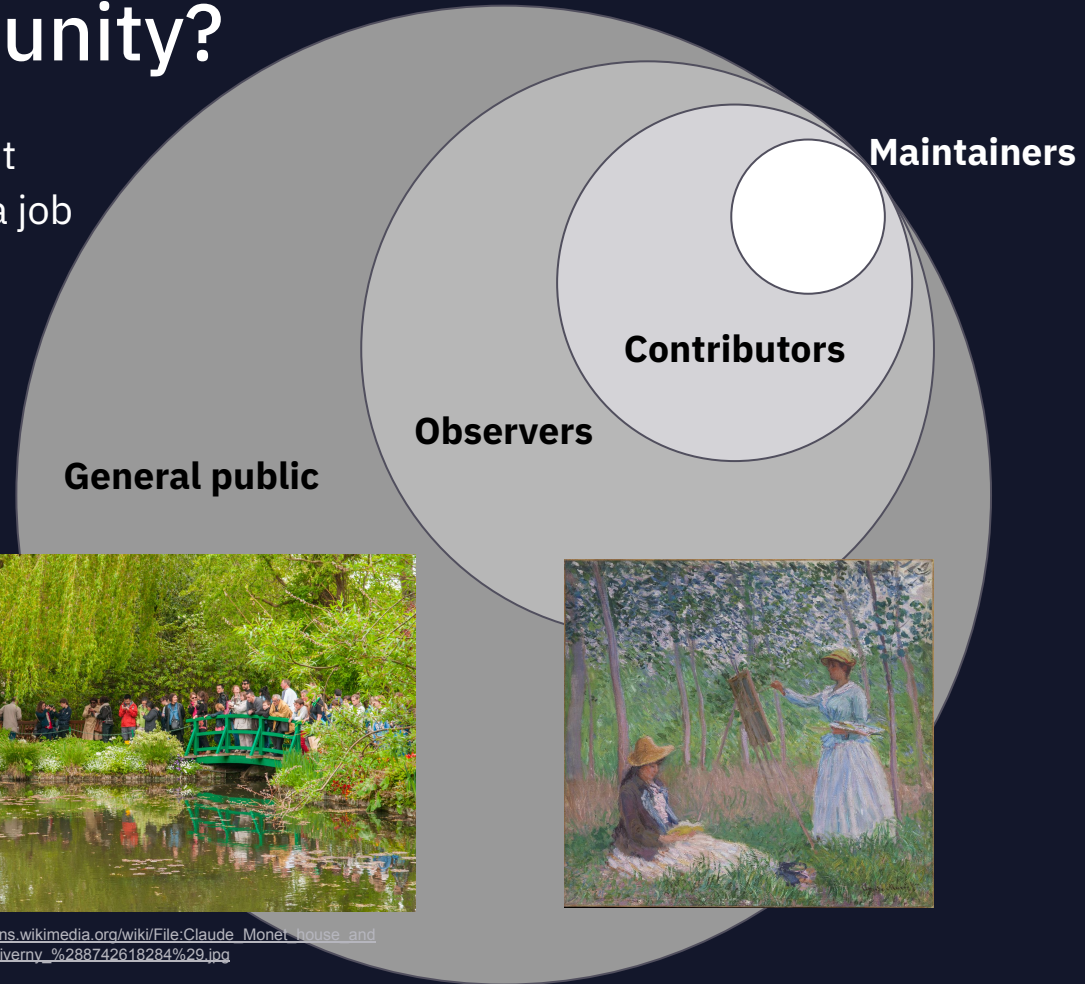 unity?
t
a job
Maintainers
Contributors
Observers
General public
ns.wikimedia.org/wiki/File:Claude_Monet_house_and
iverny_%288742618284%29.jpg